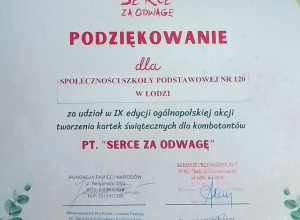 SERCE
ZA ODWAGĘ
PODZIĘKOWANIE
dla
SPOŁECZNOŚCI SZKOŁY PODSTAWOWEJ NR 120
W ŁODZI
za udział w IX edycji ogólnopolskiej akcji
tworzenia kartek świątecznych dla kombatantów
PT. "SERCE ZA ODWAGĘ"
FUNDACJA PAMIĘCI NARODÓW